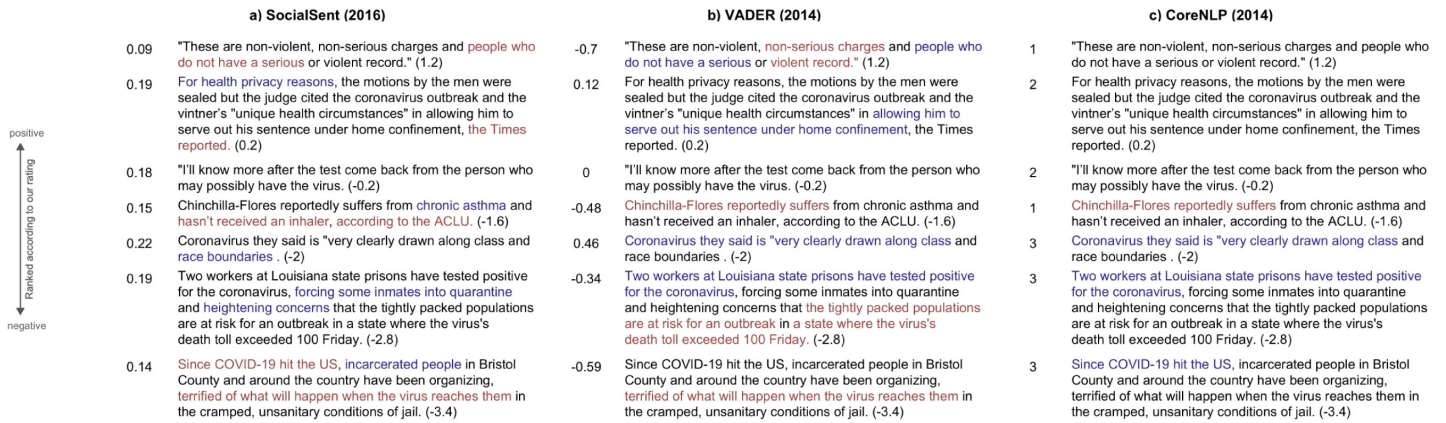 a) SocialSent (2016)
0.09
"These are non-violent, non-serious charges and people who
do not have a serious or violent record." (1.2)
0.19
For health privacy reasons, the motions by the men were
sealed but the judge cited the coronavirus outbreak and the
vintner's "unique health circumstances" in allowing him to
serve out his sentence under home confinement, the Times
reported. (0.2)
0.18
"I'll know more after the test come back from the person who
may possibly have the virus. (-0.2)
0.15
Chinchilla-Flores reportedly suffers from chronic asthma and
hasn't received an inhaler, according to the ACLU. (-1.6)
0.22
Coronavirus they said is "very clearly drawn along class and
race boundaries . (-2)
0.19
Two workers at Louisiana state prisons have tested positive
for the coronavirus, forcing some inmates into quarantine
and heightening concerns that the tightly packed populations
are at risk for an outbreak in a state where the virus's
death toll exceeded 100 Friday. (-2.8)
0.14
Since COVID-19 hit the US, incarcerated people in Bristol
County and around the country have been organizing,
terrified of what will happen when the virus reaches them in
the cramped, unsanitary conditions of jail. (-3.4)
b) VADER (2014)
-0.7
"These are non-violent, non-serious charges and people who
do not have a serious or violent record." (1.2)
0.12
For health privacy reasons, the motions by the men were
sealed but the judge cited the coronavirus outbreak and the
vintner's "unique health circumstances" in allowing him to
serve out his sentence under home confinement, the Times
reported. (0.2)
0
"I'll know more after the test come back from the person who
may possibly have the virus. (-0.2)
-0.48
Chinchilla-Flores reportedly suffers from chronic asthma and
hasn't received an inhaler, according to the ACLU. (-1.6)
0.46
Coronavirus they said is "very clearly drawn along class and
race boundaries . (-2)
-0.34
Two workers at Louisiana state prisons have tested positive
for the coronavirus, forcing some inmates into quarantine
and heightening concerns that the tightly packed populations
are at risk for an outbreak in a state where the virus's
death toll exceeded 100 Friday. (-2.8)
-0.59
Since COVID-19 hit the US, incarcerated people in Bristol
County and around the country have been organizing,
terrified of what will happen when the virus reaches them in
the cramped, unsanitary conditions of jail. (-3.4)
c) CoreNLP (2014)
1
"These are non-violent, non-serious charges and people who
do not have a serious or violent record." (1.2)
2
For health privacy reasons, the motions by the men were
sealed but the judge cited the coronavirus outbreak and the
vintner's "unique health circumstances" in allowing him to
serve out his sentence under home confinement, the Times
reported. (0.2)
2
"I'll know more after the test come back from the person who
may possibly have the virus. (-0.2)
1
Chinchilla-Flores reportedly suffers from chronic asthma and
hasn't received an inhaler, according to the ACLU. (-1.6)
3
Coronavirus they said is "very clearly drawn along class and
race boundaries . (-2)
3
Two workers at Louisiana state prisons have tested positive
for the coronavirus, forcing some inmates into quarantine
and heightening concerns that the tightly packed populations
are at risk for an outbreak in a state where the virus's
death toll exceeded 100 Friday. (-2.8)
3
Since COVID-19 hit the US, incarcerated people in Bristol
County and around the country have been organizing,
terrified of what will happen when the virus reaches them in
the cramped, unsanitary conditions of jail. (-3.4)
positive
Ranked according to our rating
negative